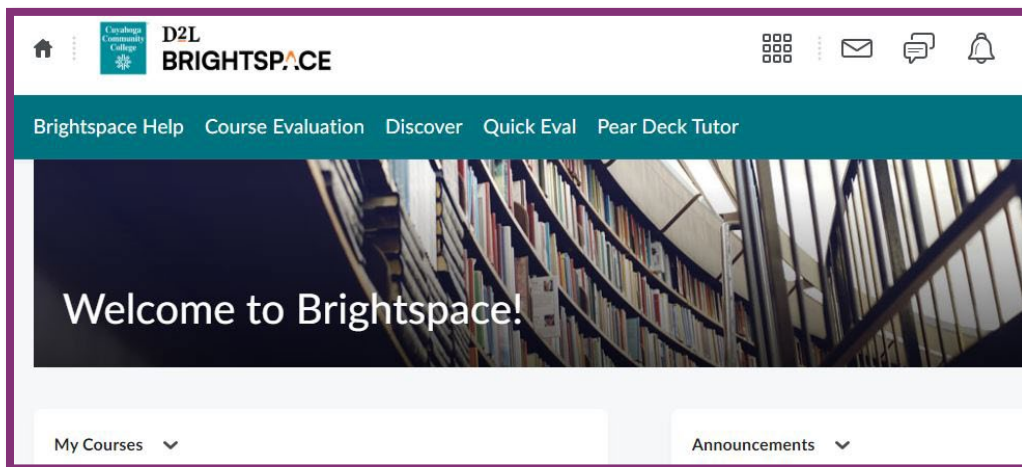 Cuyahoga
Community
College
D2L
BRIGHTSPACE
Brightspace Help Course Evaluation Discover Quick Eval Pear Deck Tutor
Welcome to Brightspace!
My Courses
Announcements